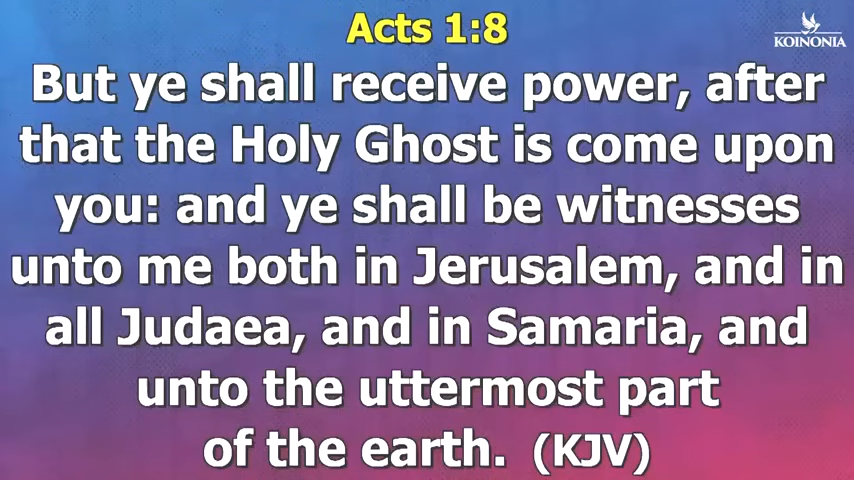 Acts 1:8
KOINONIA
But ye shall receive power, after
that the Holy Ghost is come upon
you: and ye shall be witnesses
unto me both in Jerusalem, and in
all Judaea, and in Samaria, and
unto the uttermost part
of the earth. (KJV)